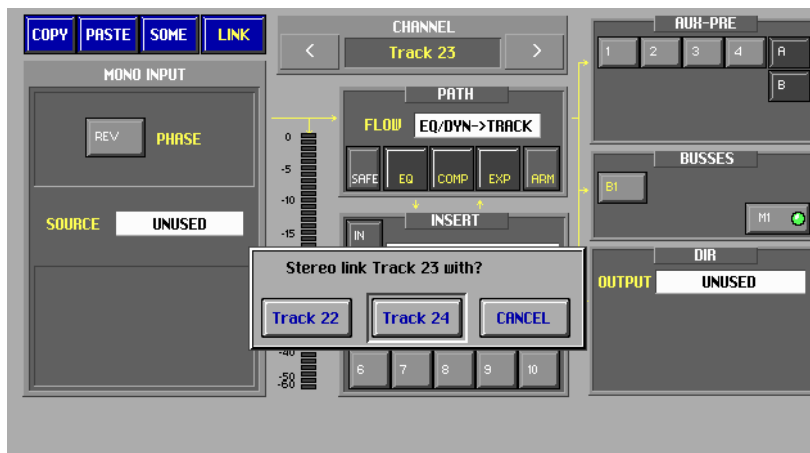 COPY PASTE SOME LINK
MONO INPUT
REV PHASE
SOURCE UNUSED
CHANNEL
< Track 23 >
PATH
FLOW EQ/DYN->TRACK
SAFE EQ COMP EXP ARM
INSERT
IN
0
-5
-10
-15
-40
-50
-60
6 7 8 9 10
Stereo link Track 23 with?
Track 22 Track 24 CANCEL
AUX-PRE
1 2 3 4 A
B
BUSSES
B1
M1
DIR
OUTPUT UNUSED